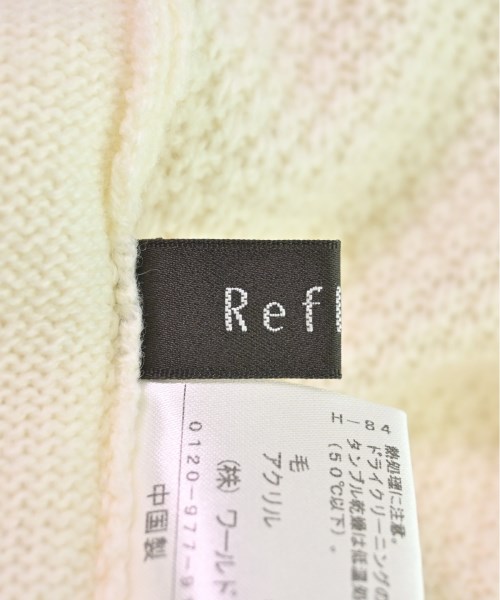 Ref
熱処理に注意。
ドライクリーニングの
タンブル乾燥は低温処
(50℃以下)。
毛
アクリル
(株)ワールド
0120-977-9
中国製